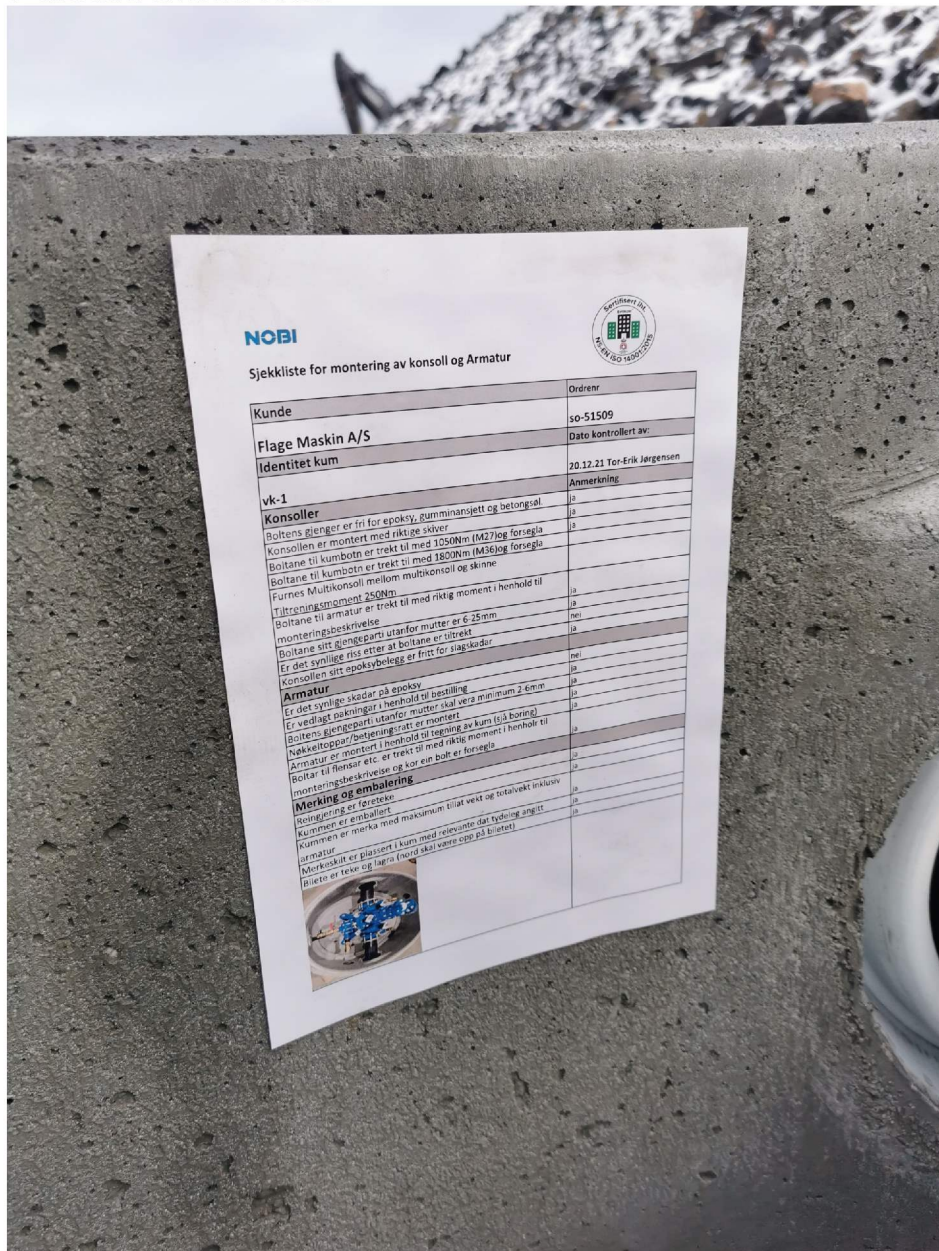 NOBI
Sertifisert iht.
NS-EN ISO 14001:2015
Sjekkliste for montering av konsoll og Armatur
Kunde
Ordrenr
Flage Maskin A/S
so-51509
Identitet kum
Dato kontrollert av:
vk-1
20.12.21 Tor-Erik Jørgensen
Konsoller
Anmerkning
Boltens gjenger er fri for epoksy, gumminansjett og betongsøl. ja
Konsollen er montert med riktige skiver ja
Boltane til kumbotn er trekt til med 1050Nm (M27)og forsegla ja
Boltane til kumbotn er trekt til med 1800Nm (M36)og forsegla
Furnes Multikonsoll mellom multikonsoll og skinne
Tiltreningsmoment 250Nm
Boltane til armatur er trekt til med riktig moment i henhold til
monteringsbeskrivelse ja
Boltane sitt gjengeparti utanfor mutter er 6-25mm ja
Er det synllige riss etter at boltane er tiltrekt nei
Konsollen sitt epoksybelegg er fritt for slagskadar ja
Armatur
Er det synlige skadar på epoksy nei
Er vedlagt pakningar i henhold til bestilling ja
Boltens gjengeparti utanfor mutter skal vera minimum 2-6mm ja
Nøkkeltoppar/betjeningsratt er montert ja
Armatur er montert i henhold til tegning av kum (sjå boring) ja
Boltar til flensar etc. er trekt til med riktig moment i henholr til
monteringsbeskrivelse og kor ein bolt er forsegla ja
Merking og embalering
Reingjering er føreteke ja
Kummen er emballert ja
Kummen er merka med maksimum tillat vekt og totalvekt inklusiv
armatur ja
Merkeskilt er plassert i kum med relevante dat tydeleg angitt ja
Bilete er teke og lagra (nord skal være opp på biletet) ja